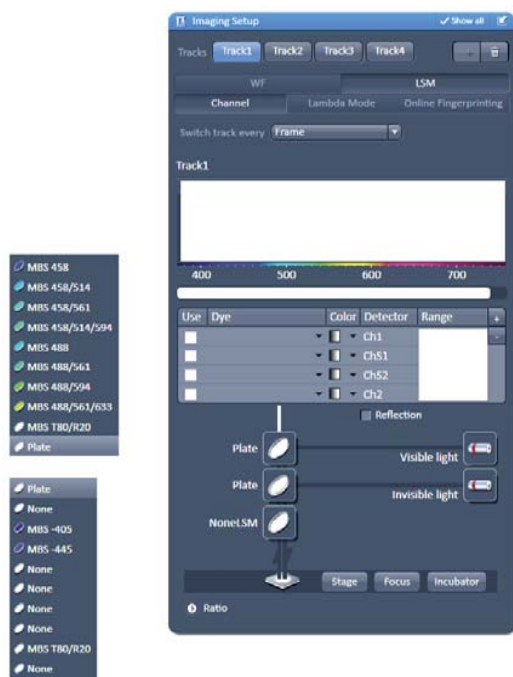 Imaging Setup
Show all
Tracks Track1 Track2 Track3 Track4
WF LSM
Channel Lambda Mode Online Fingerprinting
Switch track every Frame
Track1
400 500 600 700
Use Dye Color Detector Range +
Ch1 -
ChS1
ChS2
Ch2
Reflection
Plate Visible light
Plate Invisible light
NoneLSM
Stage Focus Incubator
Ratio
MBS 458
MBS 458/514
MBS 458/561
MBS 458/514/594
MBS 488
MBS 488/561
MBS 488/594
MBS 488/561/633
MBS T80/R20
Plate
Plate
None
MBS -405
MBS -445
None
None
None
None
MBS T80/R20
None